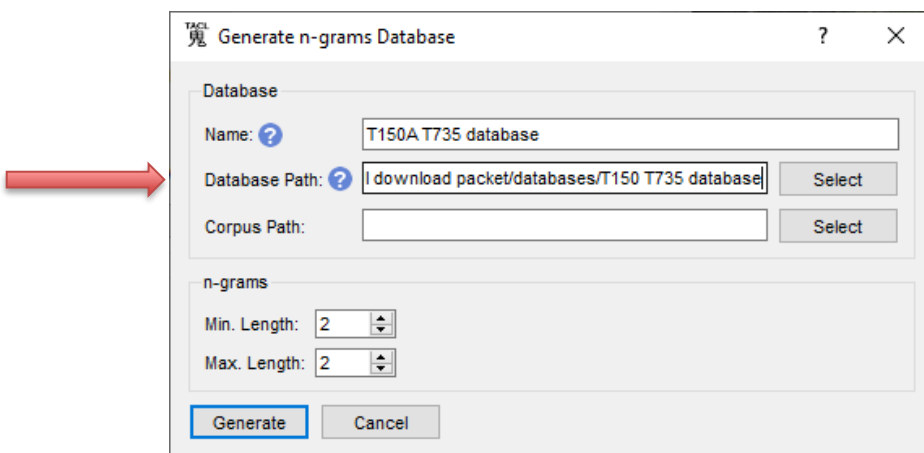 TACL
鬼 Generate n-grams Database ? ×
Database
Name: ? T150A T735 database
Database Path: ? l download packet/databases/T150 T735 database Select
Corpus Path: Select
n-grams
Min. Length: 2
Max. Length: 2
Generate Cancel